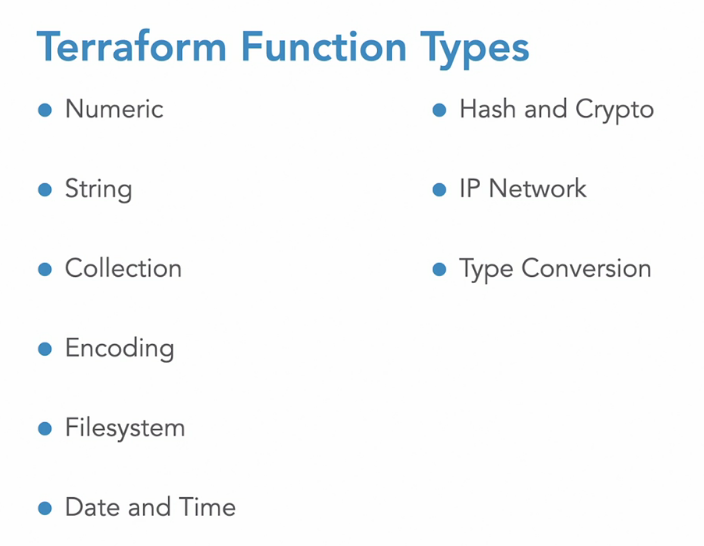 Terraform Function Types
Numeric
String
Collection
Encoding
Filesystem
Date and Time
Hash and Crypto
IP Network
Type Conversion